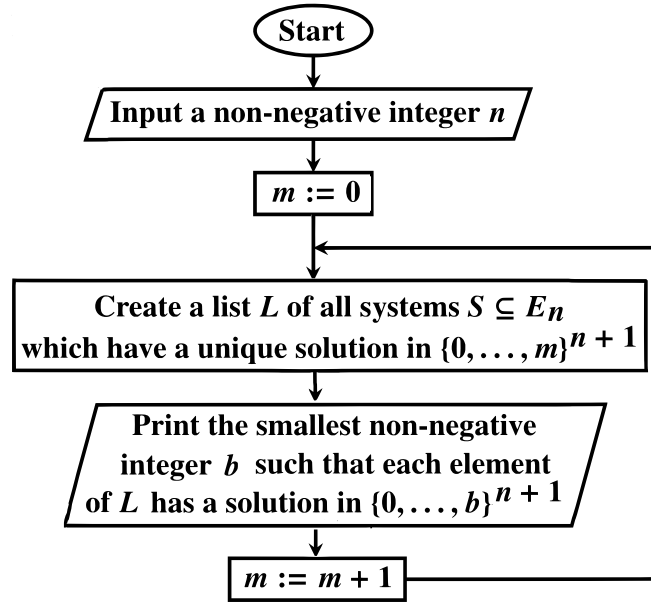 Start
Input a non-negative integer n
m := 0
Create a list L of all systems S ⊆ Eₙ
which have a unique solution in {0, . . . , m}ⁿ ⁺ ¹
Print the smallest non-negative
integer b such that each element
of L has a solution in {0, . . . , b}ⁿ ⁺ ¹
m := m + 1